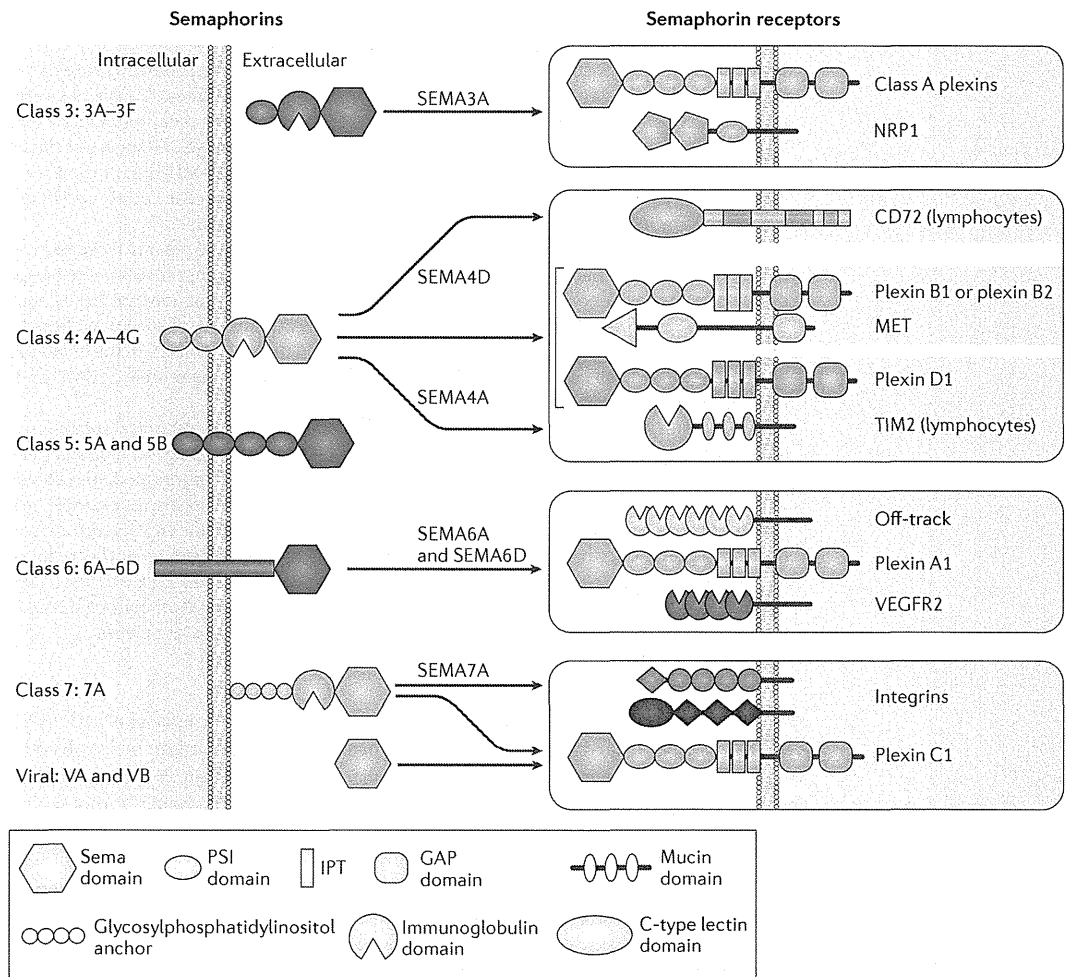 Semaphorins
Semaphorin receptors
Intracellular
Extracellular
Class 3: 3A–3F
SEMA3A
Class A plexins
NRP1
CD72 (lymphocytes)
SEMA4D
Plexin B1 or plexin B2
Class 4: 4A–4G
MET
SEMA4A
Plexin D1
Class 5: 5A and 5B
TIM2 (lymphocytes)
SEMA6A
and SEMA6D
Off-track
Class 6: 6A–6D
Plexin A1
VEGFR2
SEMA7A
Class 7: 7A
Integrins
Plexin C1
Viral: VA and VB
Sema
domain
PSI
domain
IPT
GAP
domain
Mucin
domain
Glycosylphosphatidylinositol
anchor
Immunoglobulin
domain
C-type lectin
domain